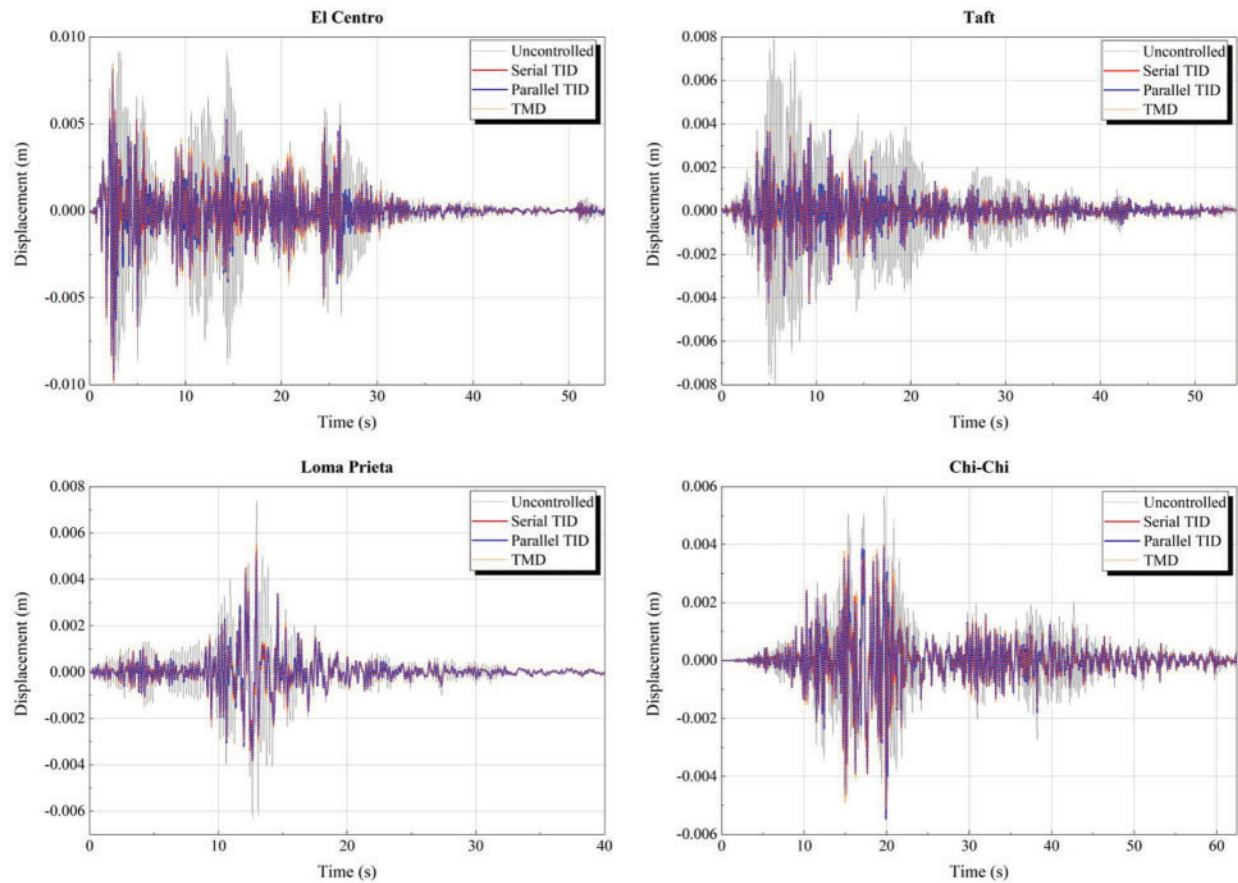 El Centro
0.010
0.005
0.000
-0.005
-0.010
Displacement (m)
Uncontrolled
Serial TID
Parallel TID
TMD
0 10 20 30 40 50
Time (s)
Taft
0.008
0.006
0.004
0.002
0.000
-0.002
-0.004
-0.006
-0.008
Displacement (m)
Uncontrolled
Serial TID
Parallel TID
TMD
0 10 20 30 40 50
Time (s)
Loma Prieta
0.008
0.006
0.004
0.002
0.000
-0.002
-0.004
-0.006
Displacement (m)
Uncontrolled
Serial TID
Parallel TID
TMD
0 10 20 30 40
Time (s)
Chi-Chi
0.006
0.004
0.002
0.000
-0.002
-0.004
-0.006
Displacement (m)
Uncontrolled
Serial TID
Parallel TID
TMD
0 10 20 30 40 50 60
Time (s)